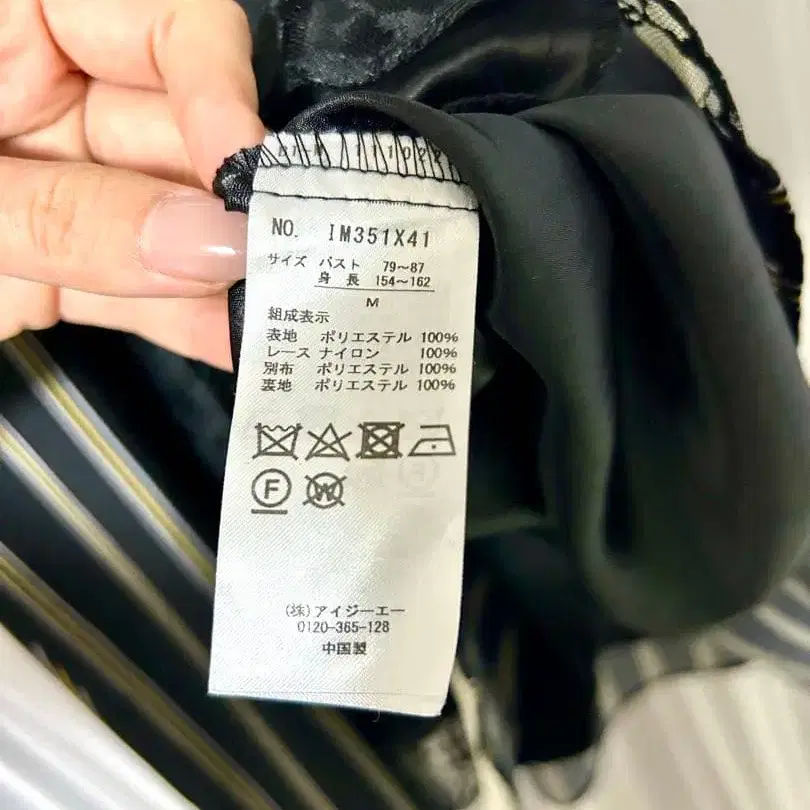 NO. IM351X41
サイズ バスト 79～87
身 長 154～162
M
組成表示
表地 ポリエステル 100%
レース ナイロン 100%
別布 ポリエステル 100%
裏地 ポリエステル 100%
F W
(株)アイジーエー
0120-365-128
中国製